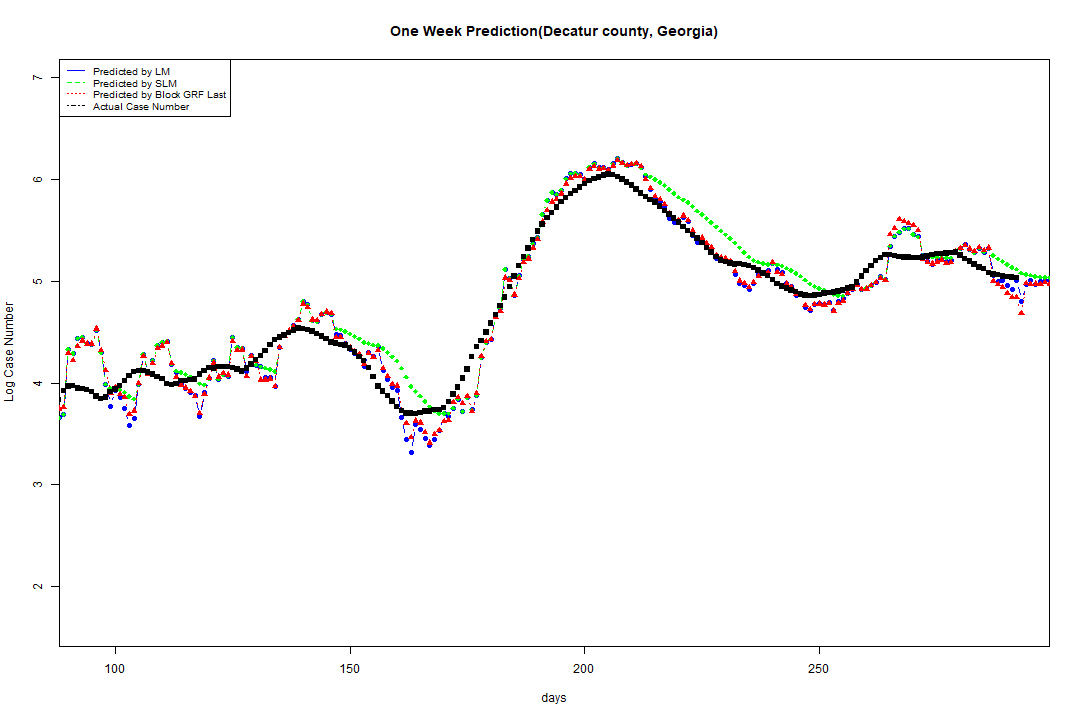 One Week Prediction(Decatur county, Georgia)
Predicted by LM
Predicted by SLM
Predicted by Block GRF Last
Actual Case Number
7
6
5
4
3
2
Log Case Number
100 150 200 250
days